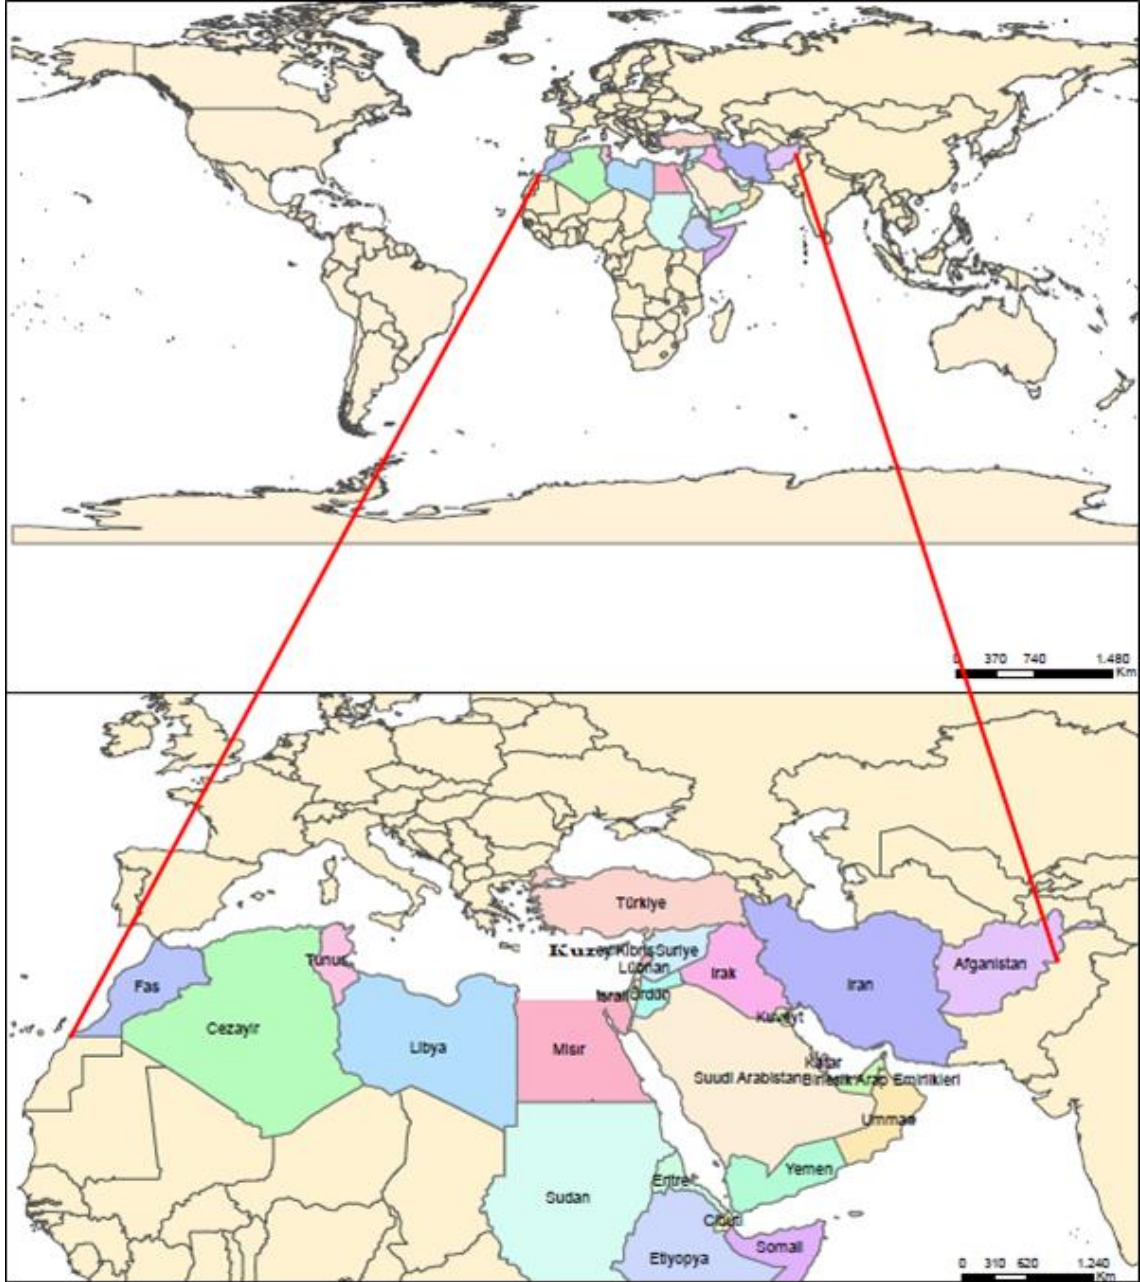 0 370 740 1.480
Km
Türkiye
Kuzey Kıbrıs Suriye
Lübnan
Tunus
Fas
Irak
Afganistan
İran
İsrail Ürdün
Cezayir
Libya
Mısır
Kuveyt
Katar
Suudi Arabistan Birleşik Arap Emirlikleri
Umman
Yemen
Eritre
Sudan
Cibuti
Etiyopya
Somali
0 310 620 1.240
Km